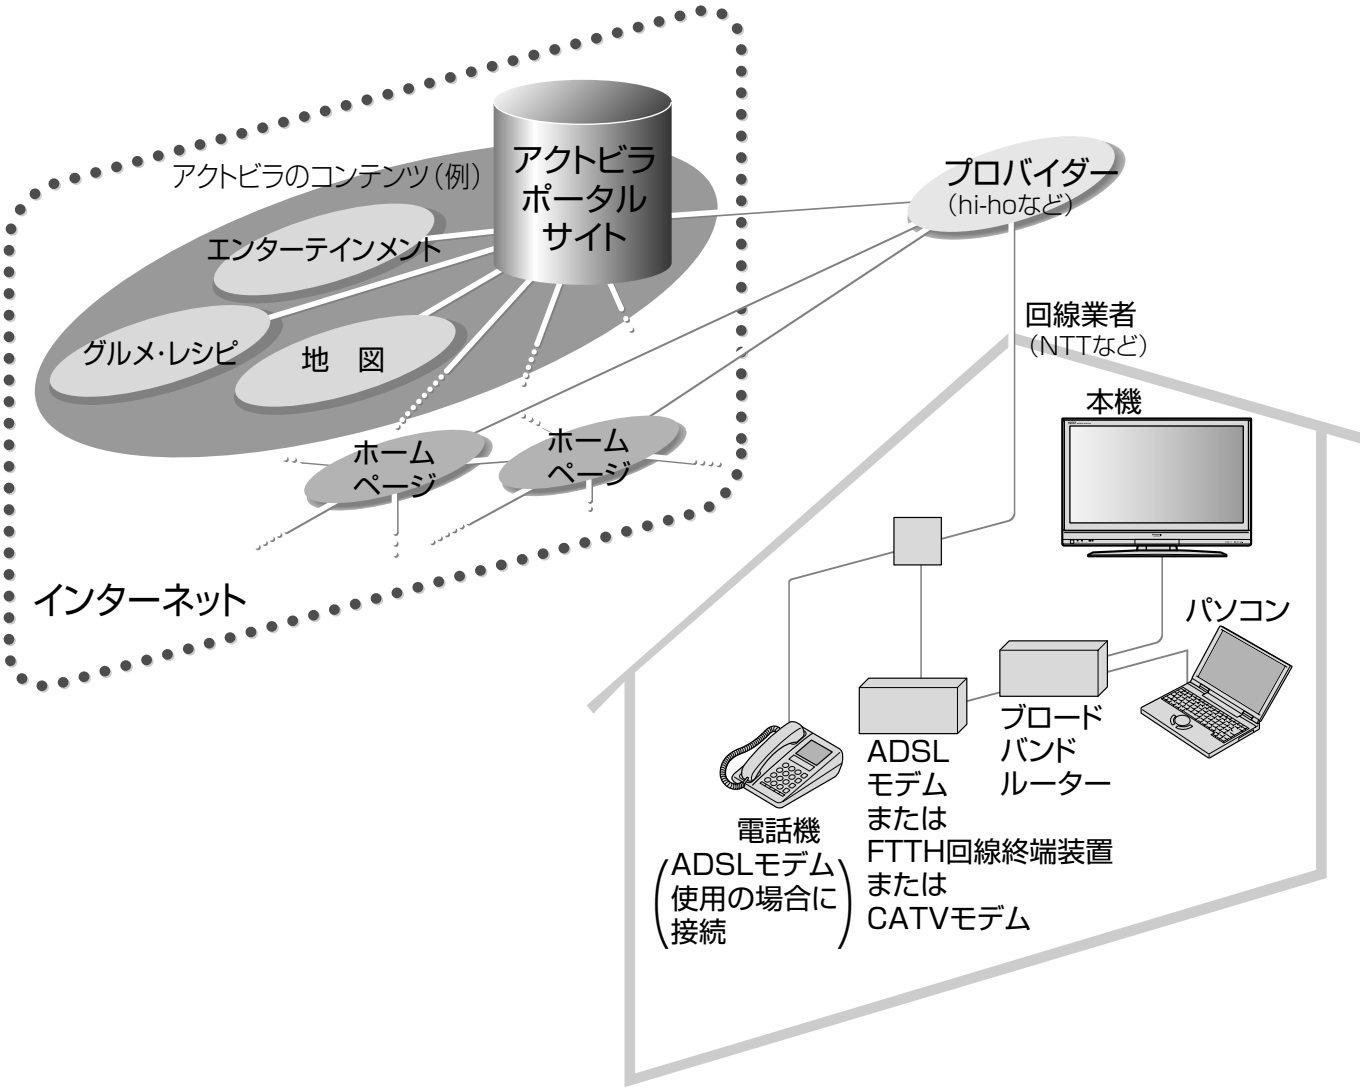 アクトビラのコンテンツ（例）
アクトビラ
ポータル
サイト
エンターテインメント
グルメ・レシピ
地　図
ホーム
ページ
ホーム
ページ
インターネット
プロバイダー
（hi-hoなど）
回線業者
（NTTなど）
本機
パソコン
ブロード
バンド
ルーター
ADSL
モデム
または
FTTH回線終端装置
または
CATVモデム
電話機
（ADSLモデム
使用の場合に
接続）